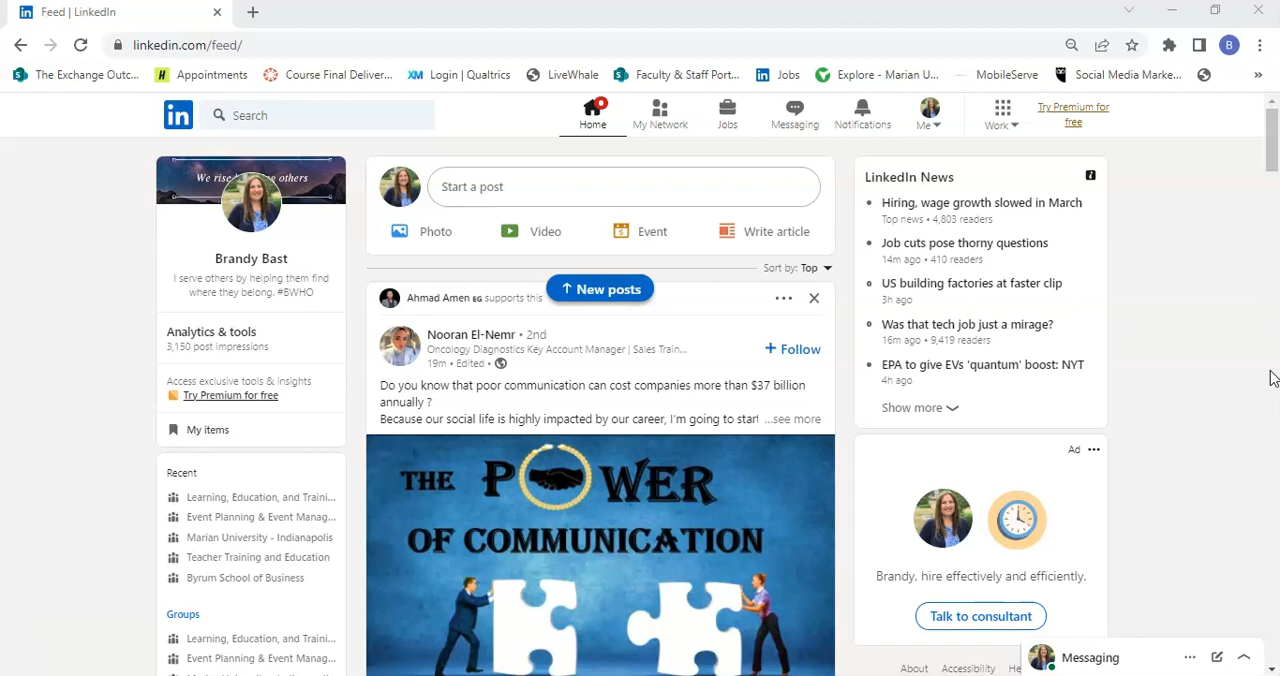 Feed | LinkedIn
linkedin.com/feed/
B
The Exchange Outc...
Appointments
Course Final Deliver...
Login | Qualtrics
LiveWhale
Faculty & Staff Port...
Jobs
Explore - Marian U...
MobileServe
Social Media Marke...
»
in
Search
Home
My Network
Jobs
Messaging
Notifications
Me
Work
Try Premium for
free
Brandy Bast
I serve others by helping them find
where they belong. #BWHO
Analytics & tools
3,150 post impressions
Access exclusive tools & insights
Try Premium for free
My items
Recent
Learning, Education, and Traini...
Event Planning & Event Manag...
Marian University - Indianapolis
Teacher Training and Education
Byrum School of Business
Groups
Learning, Education, and Traini...
Event Planning & Event Manag...
Start a post
Photo
Video
Event
Write article
Sort by: Top
New posts
Ahmad Amen EG supports this
Nooran El-Nemr • 2nd
Oncology Diagnostics Key Account Manager | Sales Train...
19m • Edited •
+ Follow
Do you know that poor communication can cost companies more than $37 billion
annually ?
Because our social life is highly impacted by our career, I'm going to start ...see more
THE POWER
OF COMMUNICATION
LinkedIn News
Hiring, wage growth slowed in March
Top news • 4,803 readers
Job cuts pose thorny questions
14m ago • 410 readers
US building factories at faster clip
3h ago
Was that tech job just a mirage?
16m ago • 9,419 readers
EPA to give EVs 'quantum' boost: NYT
4h ago
Show more
Ad
Brandy, hire effectively and efficiently.
Talk to consultant
About
Accessibility
Messaging